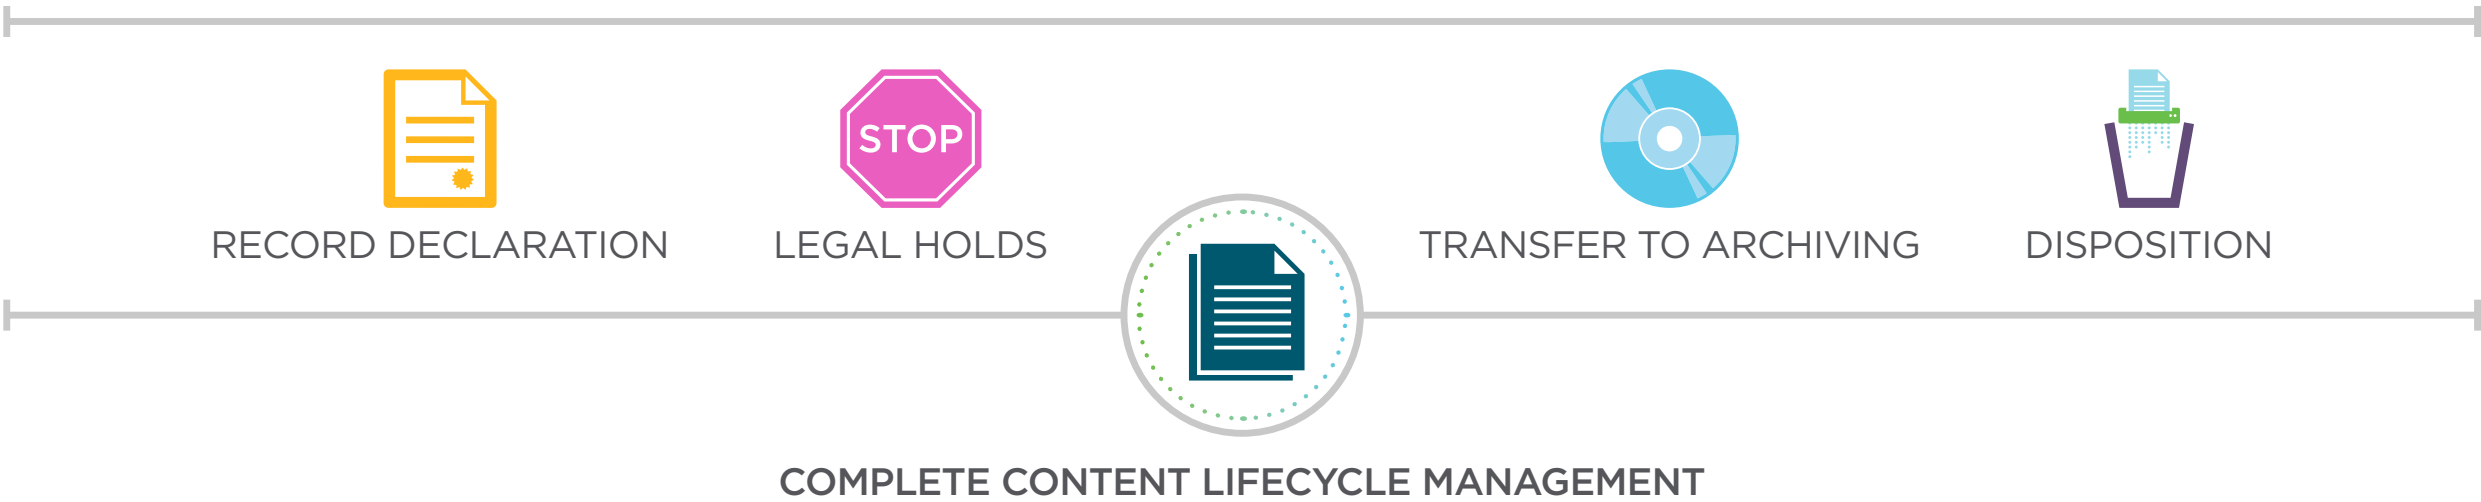 STOP
RECORD DECLARATION
LEGAL HOLDS
TRANSFER TO ARCHIVING
DISPOSITION
COMPLETE CONTENT LIFECYCLE MANAGEMENT